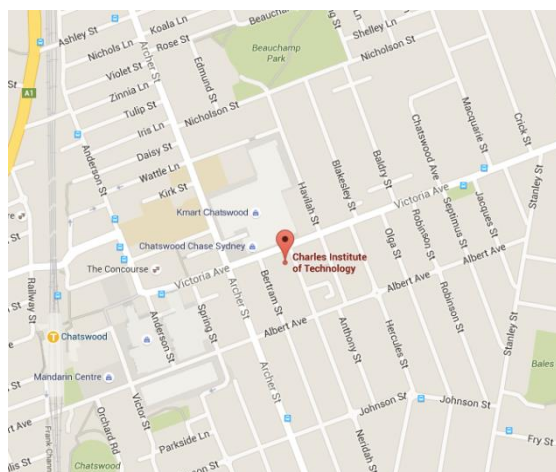 Ashley St
Koala Ln
Beauchamp
Nichols Ln
Rose St
Shelley Ln
Archer St
Edmund St
Beauchamp
Park
Nicholson St
Violet St
Zinnia Ln
A1
Tulip St
Nicholson St
Iris Ln
Daisy St
Anderson St
Wattle Ln
Kirk St
Chatswood Ave
Macquarie St
Crick St
Baldry St
Blakesley St
Havilah St
Kmart Chatswood
Victoria Ave
Stanley St
Jacques St
Septimus St
Robinson St
Olga St
Chatswood Chase Sydney
Charles Institute
of Technology
The Concourse
Victoria Ave
Bertram St
Archer St
Albert Ave
Railway St
Anderson St
Spring St
Albert Ave
Robinson St
Hercules St
Anthony St
Stanley St
T
Chatswood
Mandarin Centre
Bales
Archer St
Victor St
Orchard Rd
Johnson St
Johnson St
Parkside Ln
Neridah St
Fry St
Frank Chann
Chatswood
rt Ave
llis St